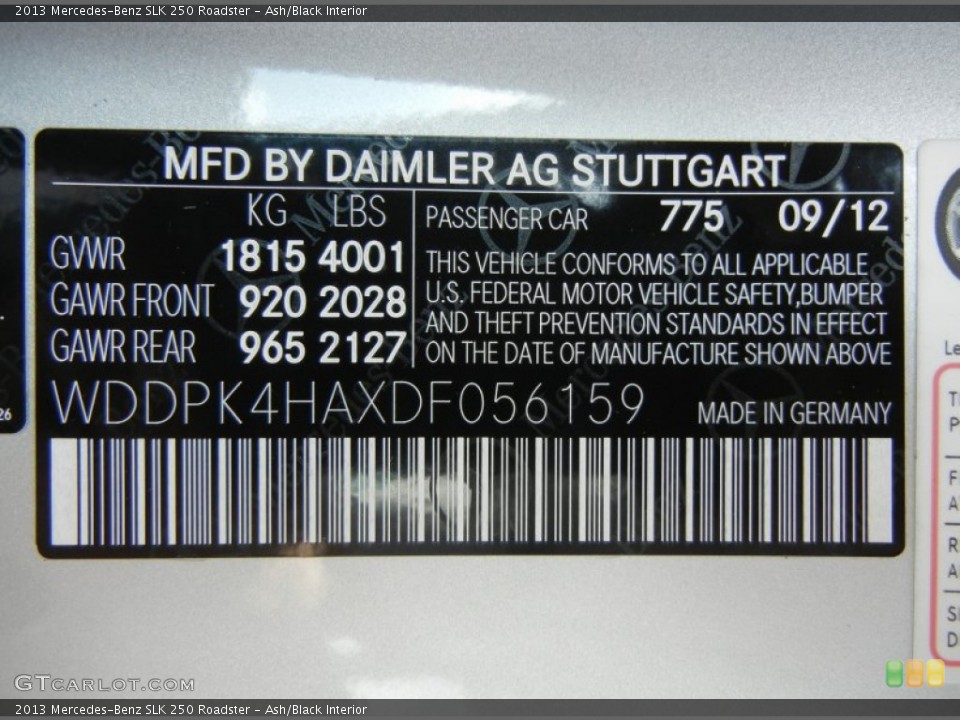 2013 Mercedes-Benz SLK 250 Roadster - Ash/Black Interior
MFD BY DAIMLER AG STUTTGART
KG LBS
GVWR 1815 4001
GAWR FRONT 920 2028
GAWR REAR 965 2127
PASSENGER CAR 775 09/12
THIS VEHICLE CONFORMS TO ALL APPLICABLE
U.S. FEDERAL MOTOR VEHICLE SAFETY,BUMPER
AND THEFT PREVENTION STANDARDS IN EFFECT
ON THE DATE OF MANUFACTURE SHOWN ABOVE
WDDPK4HAXDF056159 MADE IN GERMANY
26
Le
GTCARLOT.COM
2013 Mercedes-Benz SLK 250 Roadster - Ash/Black Interior